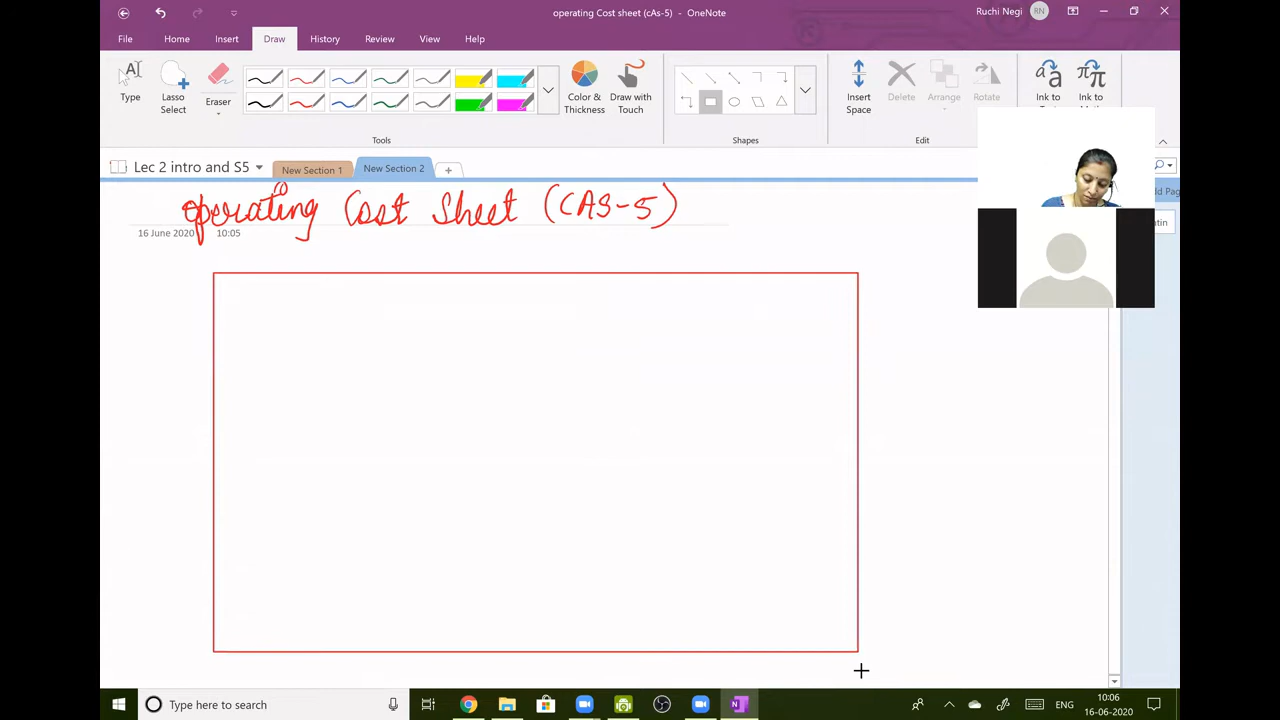 operating Cost sheet (cAs-5) - OneNote
Ruchi Negi RN
File Home Insert Draw History Review View Help
Type Lasso Select Eraser Color & Thickness Draw with Touch Insert Space Delete Arrange Rotate Ink to Ink to
Tools Shapes Edit
Lec 2 intro and S5 New Section 1 New Section 2 +
operating Cost Sheet (CAS-5)
16 June 2020 10:05
Type here to search
ENG
10:06
16-06-2020